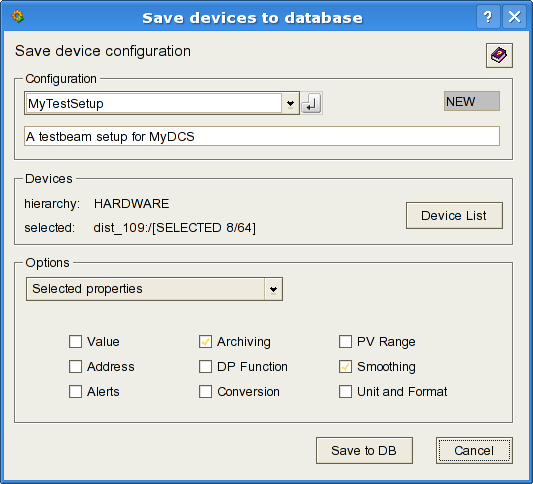 Save devices to database
Save device configuration
Configuration
MyTestSetup
NEW
A testbeam setup for MyDCS
Devices
hierarchy: HARDWARE
selected: dist_109:/[SELECTED 8/64]
Device List
Options
Selected properties
Value Archiving PV Range
Address DP Function Smoothing
Alerts Conversion Unit and Format
Save to DB Cancel